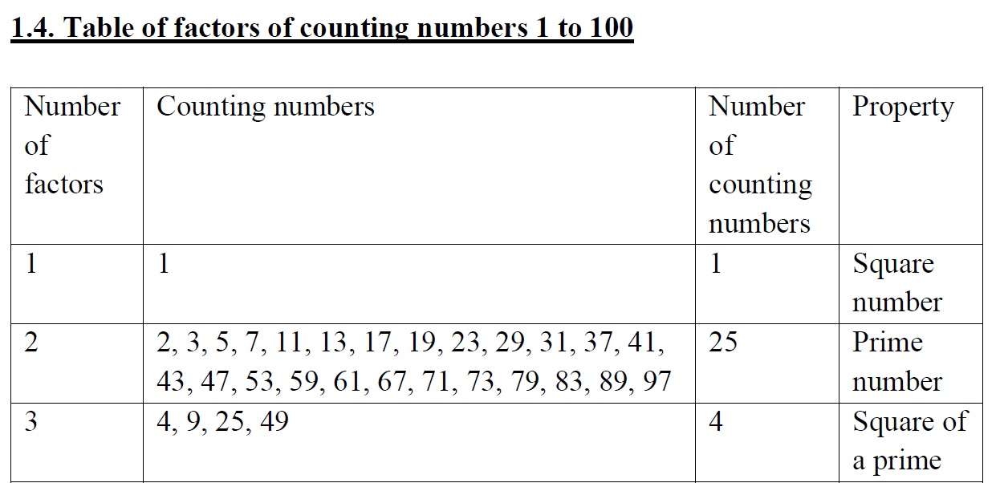 1.4. Table of factors of counting numbers 1 to 100
Number of factors Counting numbers Number of counting numbers Property
1 1 1 Square number
2 2, 3, 5, 7, 11, 13, 17, 19, 23, 29, 31, 37, 41, 43, 47, 53, 59, 61, 67, 71, 73, 79, 83, 89, 97 25 Prime number
3 4, 9, 25, 49 4 Square of a prime